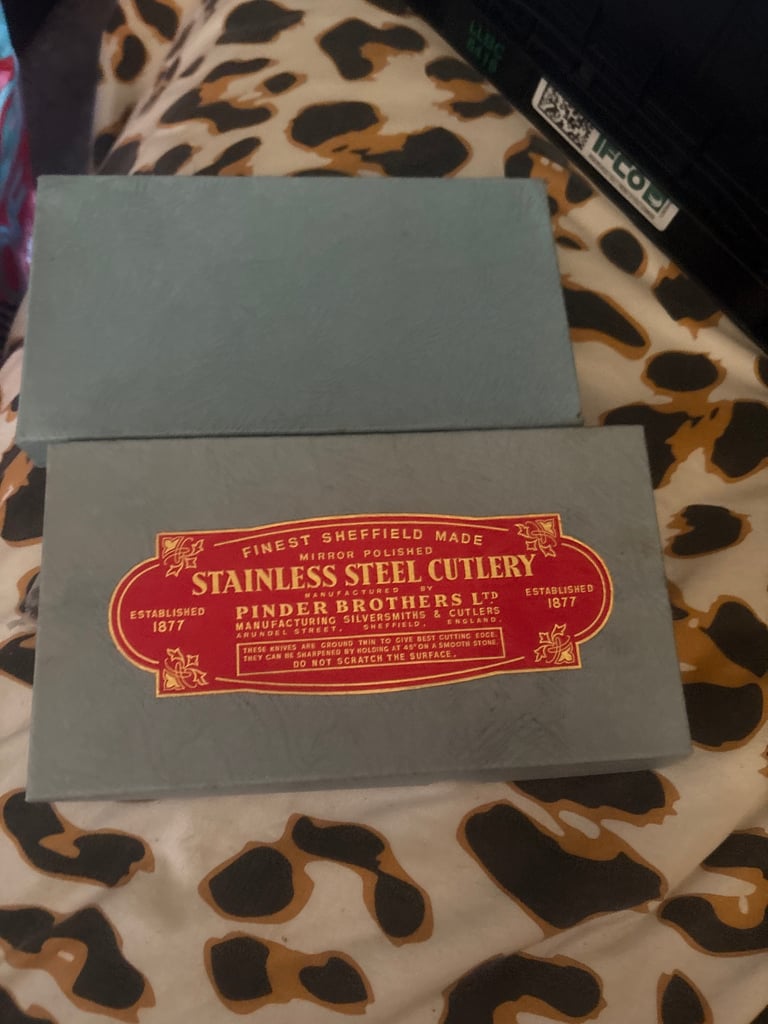 IFCO
FINEST SHEFFIELD MADE
MIRROR POLISHED
STAINLESS STEEL CUTLERY
MANUFACTURED BY
PINDER BROTHERS LTD
MANUFACTURING SILVERSMITHS & CUTLERS
ARUNDEL STREET, SHEFFIELD, ENGLAND.
ESTABLISHED
1877
ESTABLISHED
1877
THESE KNIVES ARE GROUND THIN TO GIVE BEST CUTTING EDGE.
THEY CAN BE SHARPENED BY HOLDING AT 45° ON A SMOOTH STONE.
DO NOT SCRATCH THE SURFACE.